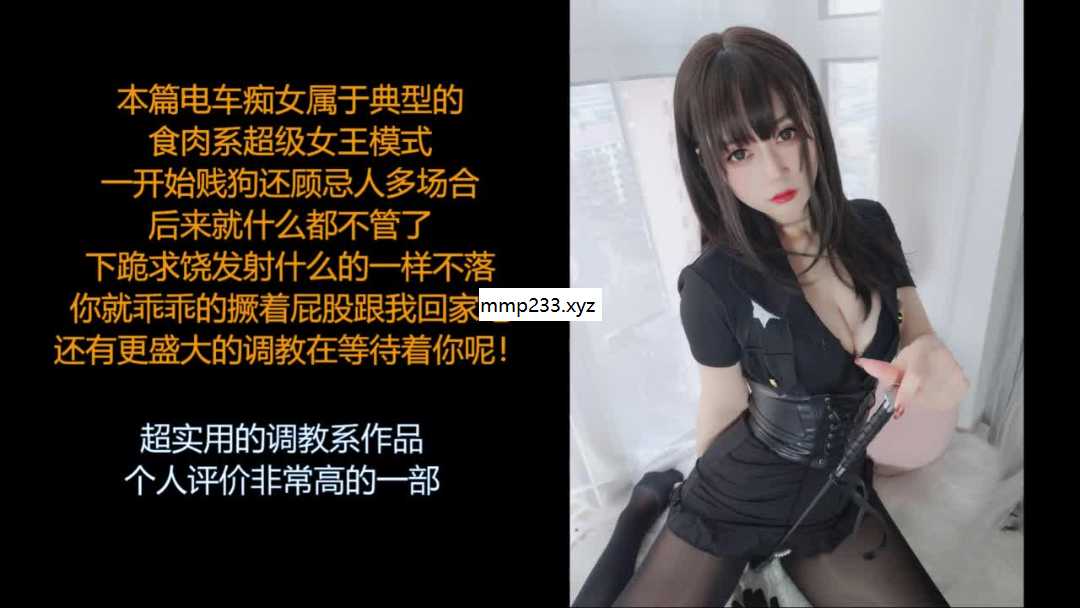 本篇电车痴女属于典型的
食肉系超级女王模式
一开始贱狗还顾忌人多场合
后来就什么都不管了
下跪求饶发射什么的一样不落
你就乖乖的撅着屁股跟我回家
mmp233.xyz
还有更盛大的调教在等待着你呢！
超实用的调教系作品
个人评价非常高的一部